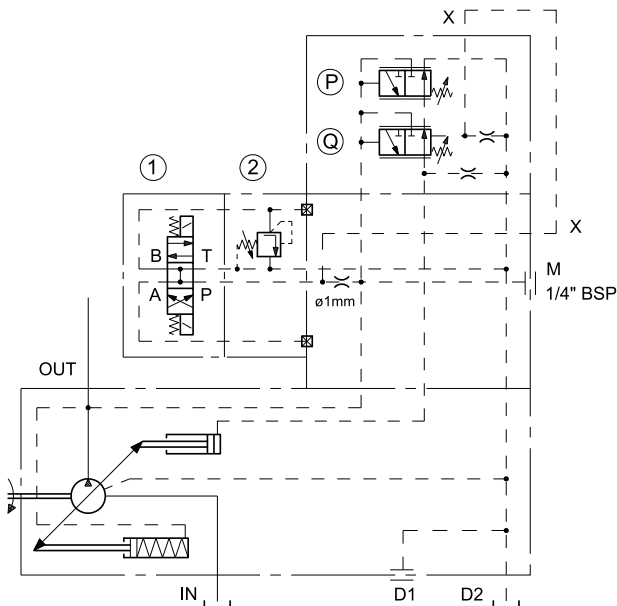 X
P
Q
1 2
X
B T
A P
M
1/4" BSP
ø1mm
OUT
IN D1 D2